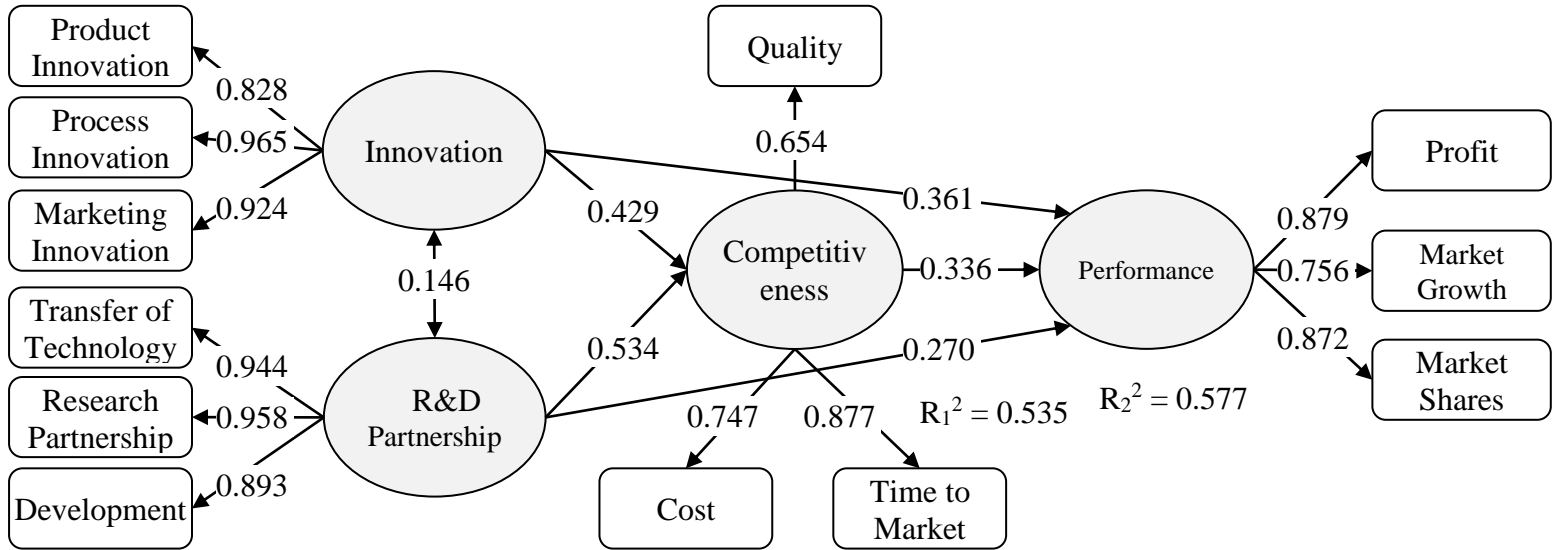 Product
Innovation
0.828
Process
Innovation
0.965
Marketing
Innovation
0.924
Transfer of
Technology
0.944
Research
Partnership
0.958
Development
0.893
Innovation
0.146
R&D
Partnership
0.429
0.534
Quality
0.654
Competitiv
eness
0.747
Cost
0.877
Time to
Market
0.361
0.336
0.270
R₁² = 0.535
R₂² = 0.577
Performance
0.879
Profit
0.756
Market
Growth
0.872
Market
Shares